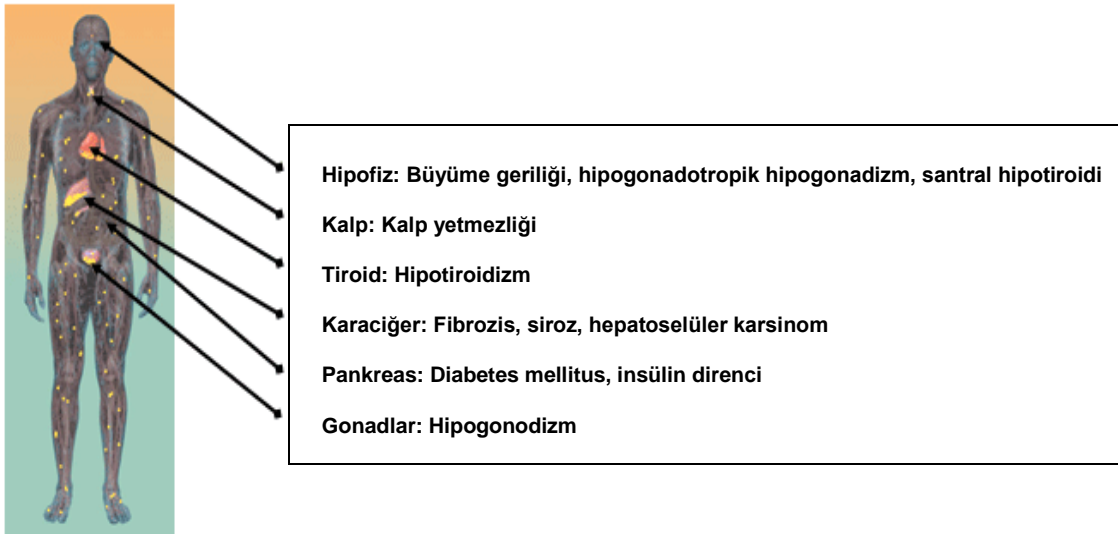 Hipofiz: Büyüme geriliği, hipogonadotropik hipogonadizm, santral hipotiroidi
Kalp: Kalp yetmezliği
Tiroid: Hipotiroidizm
Karaciğer: Fibrozis, siroz, hepatoselüler karsinom
Pankreas: Diabetes mellitus, insülin direnci
Gonadlar: Hipogonodizm